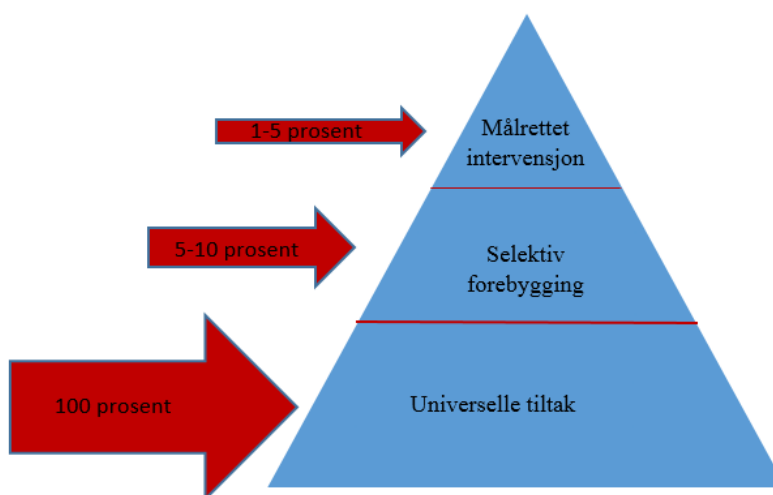 1-5 prosent
Målrettet
intervensjon
5-10 prosent
Selektiv
forebygging
100 prosent
Universelle tiltak